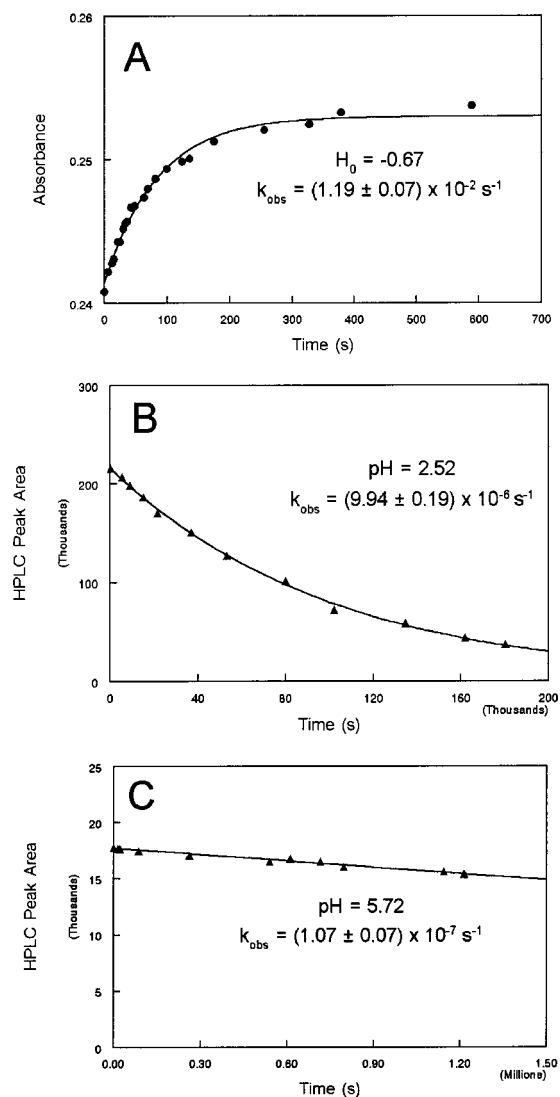 0.26
A
Absorbance
0.25
H0 = -0.67
kobs = (1.19 ± 0.07) x 10-2 s-1
0.24
0 100 200 300 400 500 600 700
Time (s)
300
B
HPLC Peak Area
(Thousands)
200
pH = 2.52
kobs = (9.94 ± 0.19) x 10-6 s-1
100
0
0 40 80 120 160 200
(Thousands)
Time (s)
25
C
HPLC Peak Area
(Thousands)
20
15
pH = 5.72
kobs = (1.07 ± 0.07) x 10-7 s-1
10
5
0
0.00 0.30 0.60 0.90 1.20 1.50
(Millions)
Time (s)